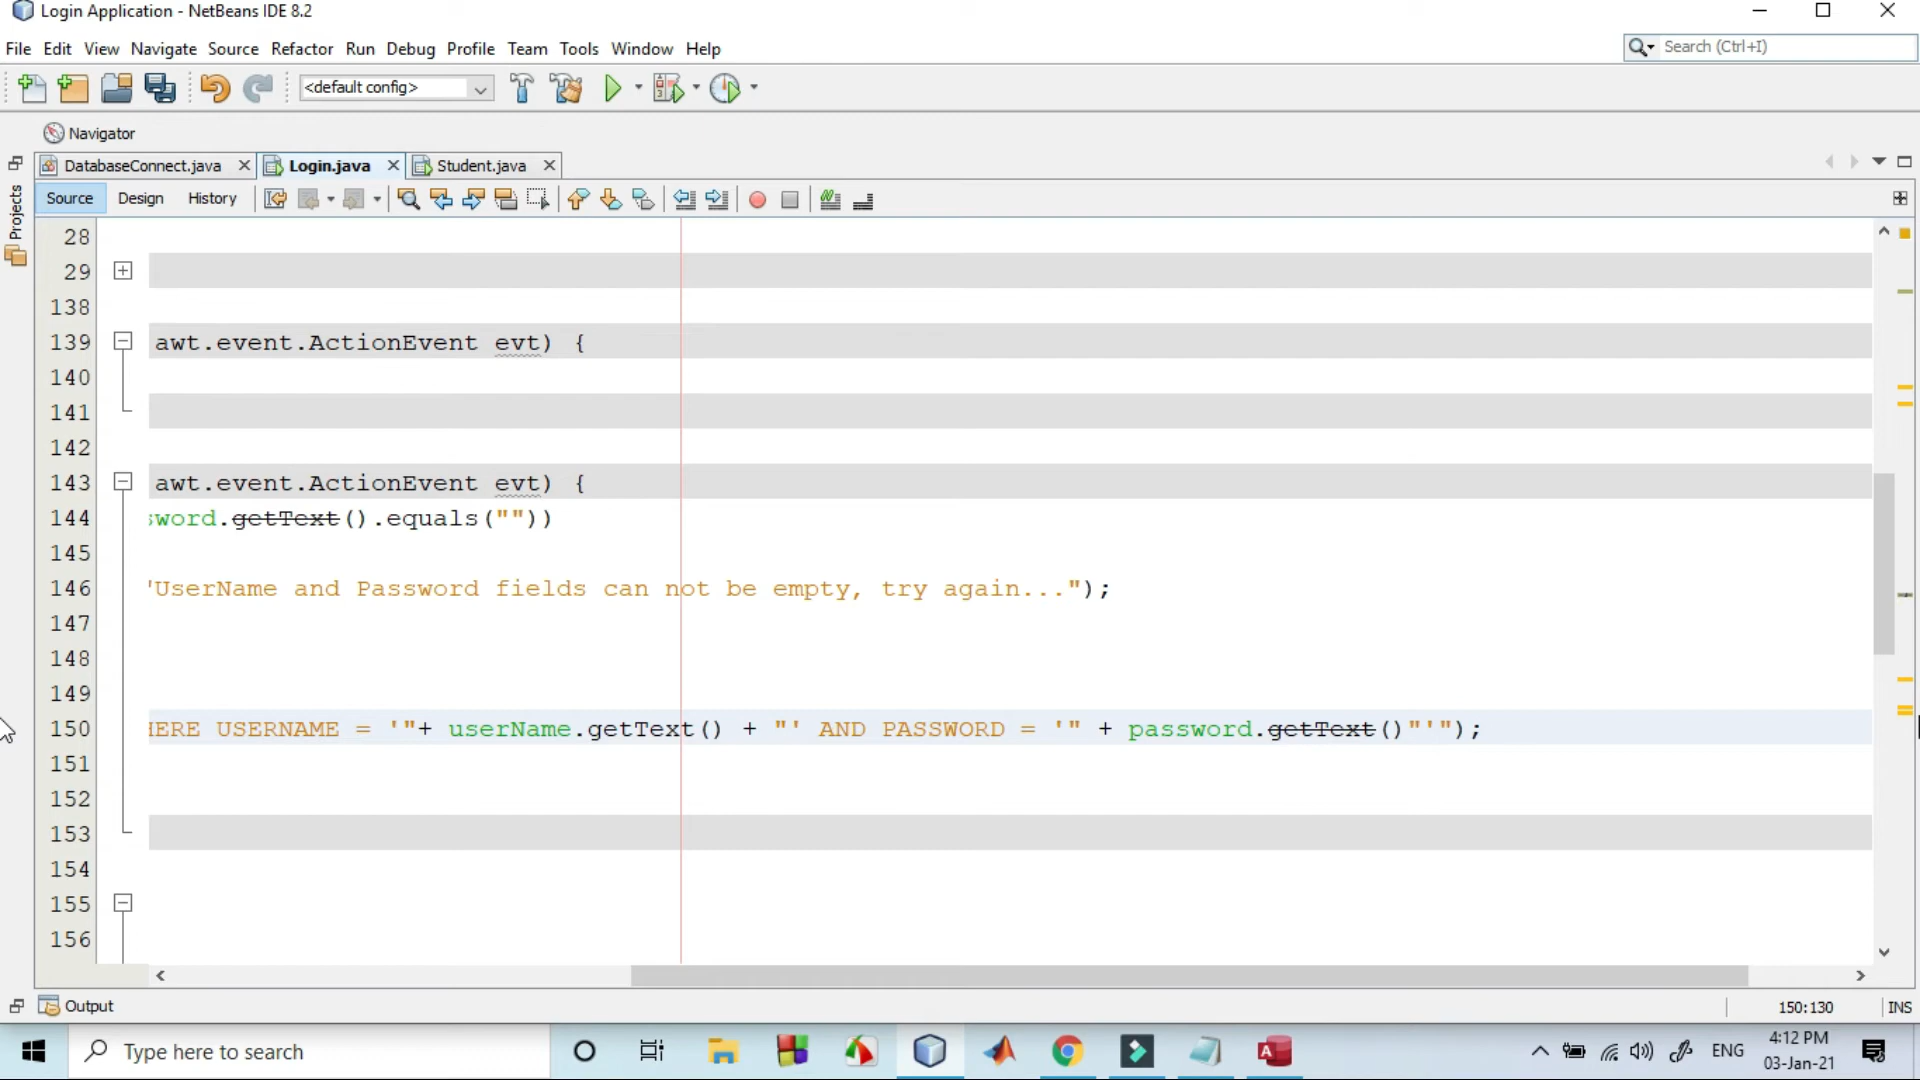 Login Application - NetBeans IDE 8.2
File Edit View Navigate Source Refactor Run Debug Profile Team Tools Window Help
Search (Ctrl+I)
<default config>
Navigator
Projects
DatabaseConnect.java Login.java Student.java
Source Design History
28
29
138
139 awt.event.ActionEvent evt) {
140
141
142
143 awt.event.ActionEvent evt) {
144 sword.getText().equals(""))
145
146 "UserName and Password fields can not be empty, try again...");
147
148
149
150 HERE USERNAME = '"+ userName.getText() + "' AND PASSWORD = '" + password.getText()"'");
151
152
153
154
155
156
Output
150:130 INS
Type here to search
ENG
4:12 PM
03-Jan-21